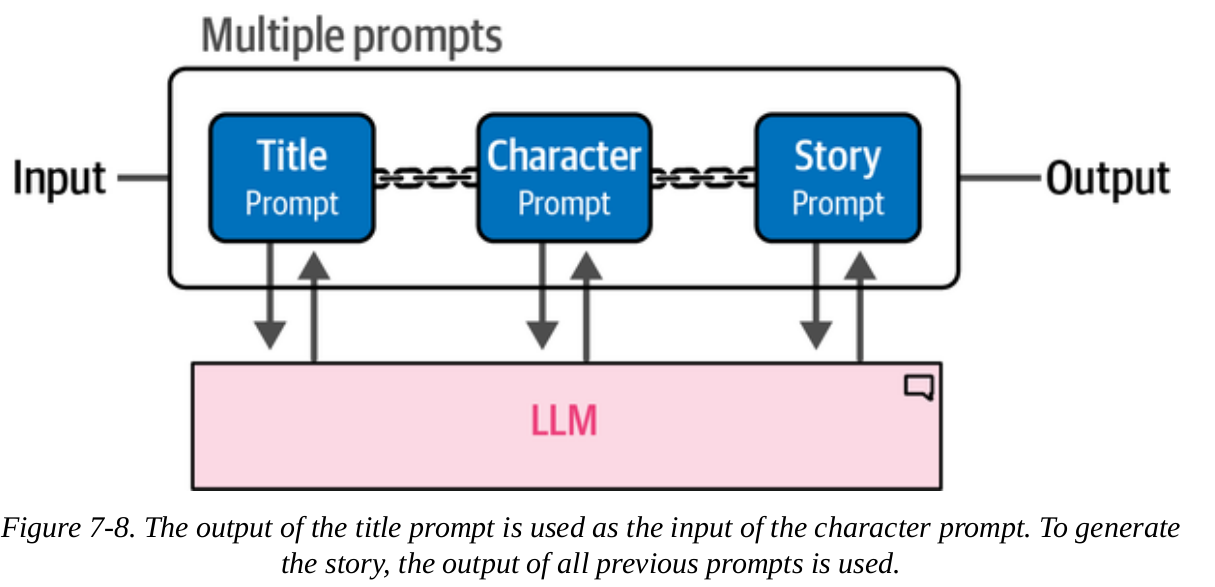 Multiple prompts
Input
Title
Prompt
Character
Prompt
Story
Prompt
Output
LLM
Figure 7-8. The output of the title prompt is used as the input of the character prompt. To generate
the story, the output of all previous prompts is used.